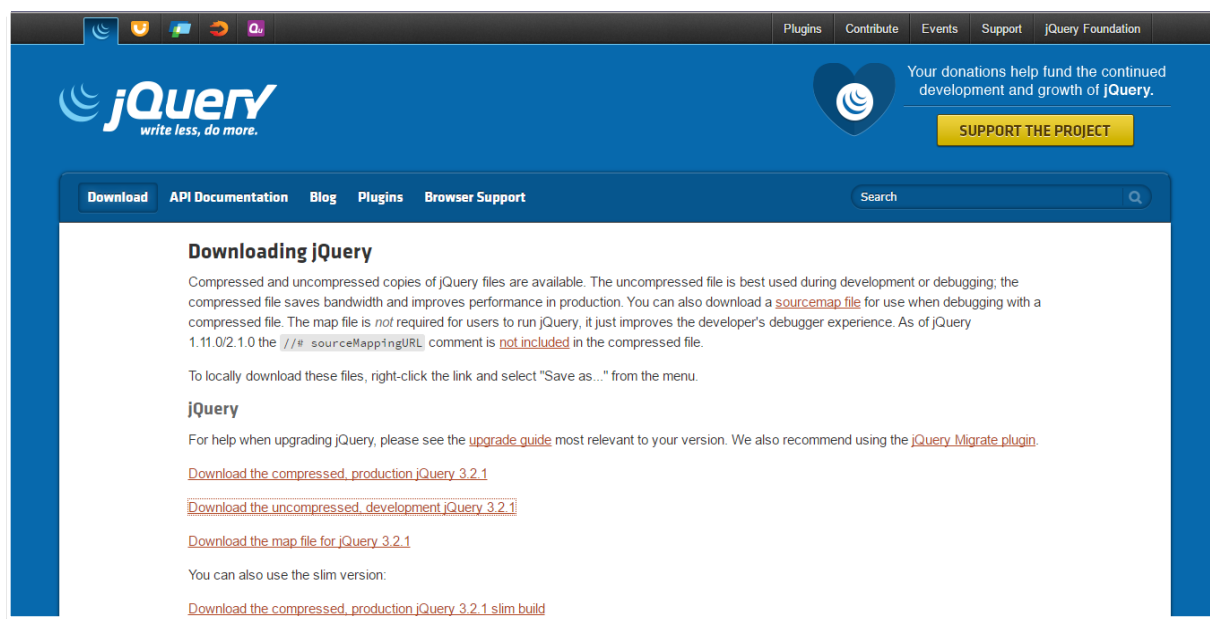 Qu
Plugins Contribute Events Support jQuery Foundation
jQuery
write less, do more.
Your donations help fund the continued
development and growth of jQuery.
SUPPORT THE PROJECT
Download API Documentation Blog Plugins Browser Support Search
Downloading jQuery
Compressed and uncompressed copies of jQuery files are available. The uncompressed file is best used during development or debugging; the
compressed file saves bandwidth and improves performance in production. You can also download a sourcemap file for use when debugging with a
compressed file. The map file is not required for users to run jQuery, it just improves the developer's debugger experience. As of jQuery
1.11.0/2.1.0 the //# sourceMappingURL comment is not included in the compressed file.
To locally download these files, right-click the link and select "Save as..." from the menu.
jQuery
For help when upgrading jQuery, please see the upgrade guide most relevant to your version. We also recommend using the jQuery Migrate plugin.
Download the compressed, production jQuery 3.2.1
Download the uncompressed, development jQuery 3.2.1
Download the map file for jQuery 3.2.1
You can also use the slim version:
Download the compressed, production jQuery 3.2.1 slim build